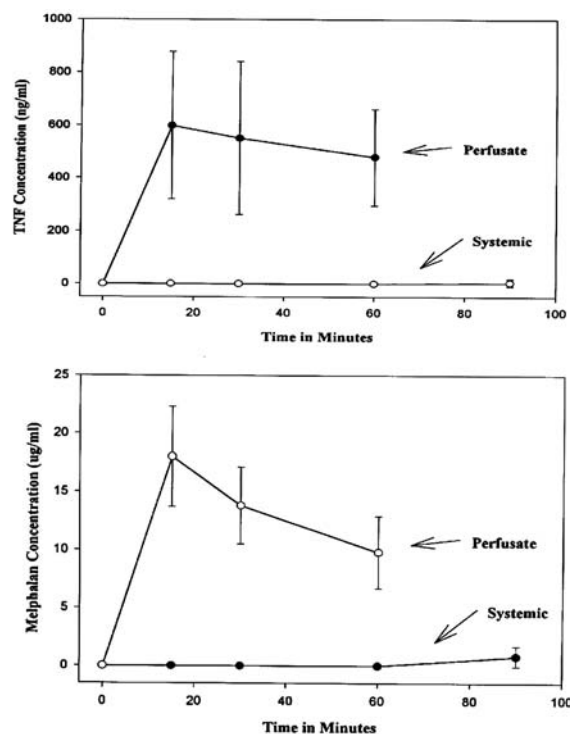 1000
800
600
400
200
0
TNF Concentration (ng/ml)
Perfusate
Systemic
0 20 40 60 80 100
Time in Minutes
25
20
15
10
5
0
Melphalan Concentration (ug/ml)
Perfusate
Systemic
0 20 40 60 80 100
Time in Minutes